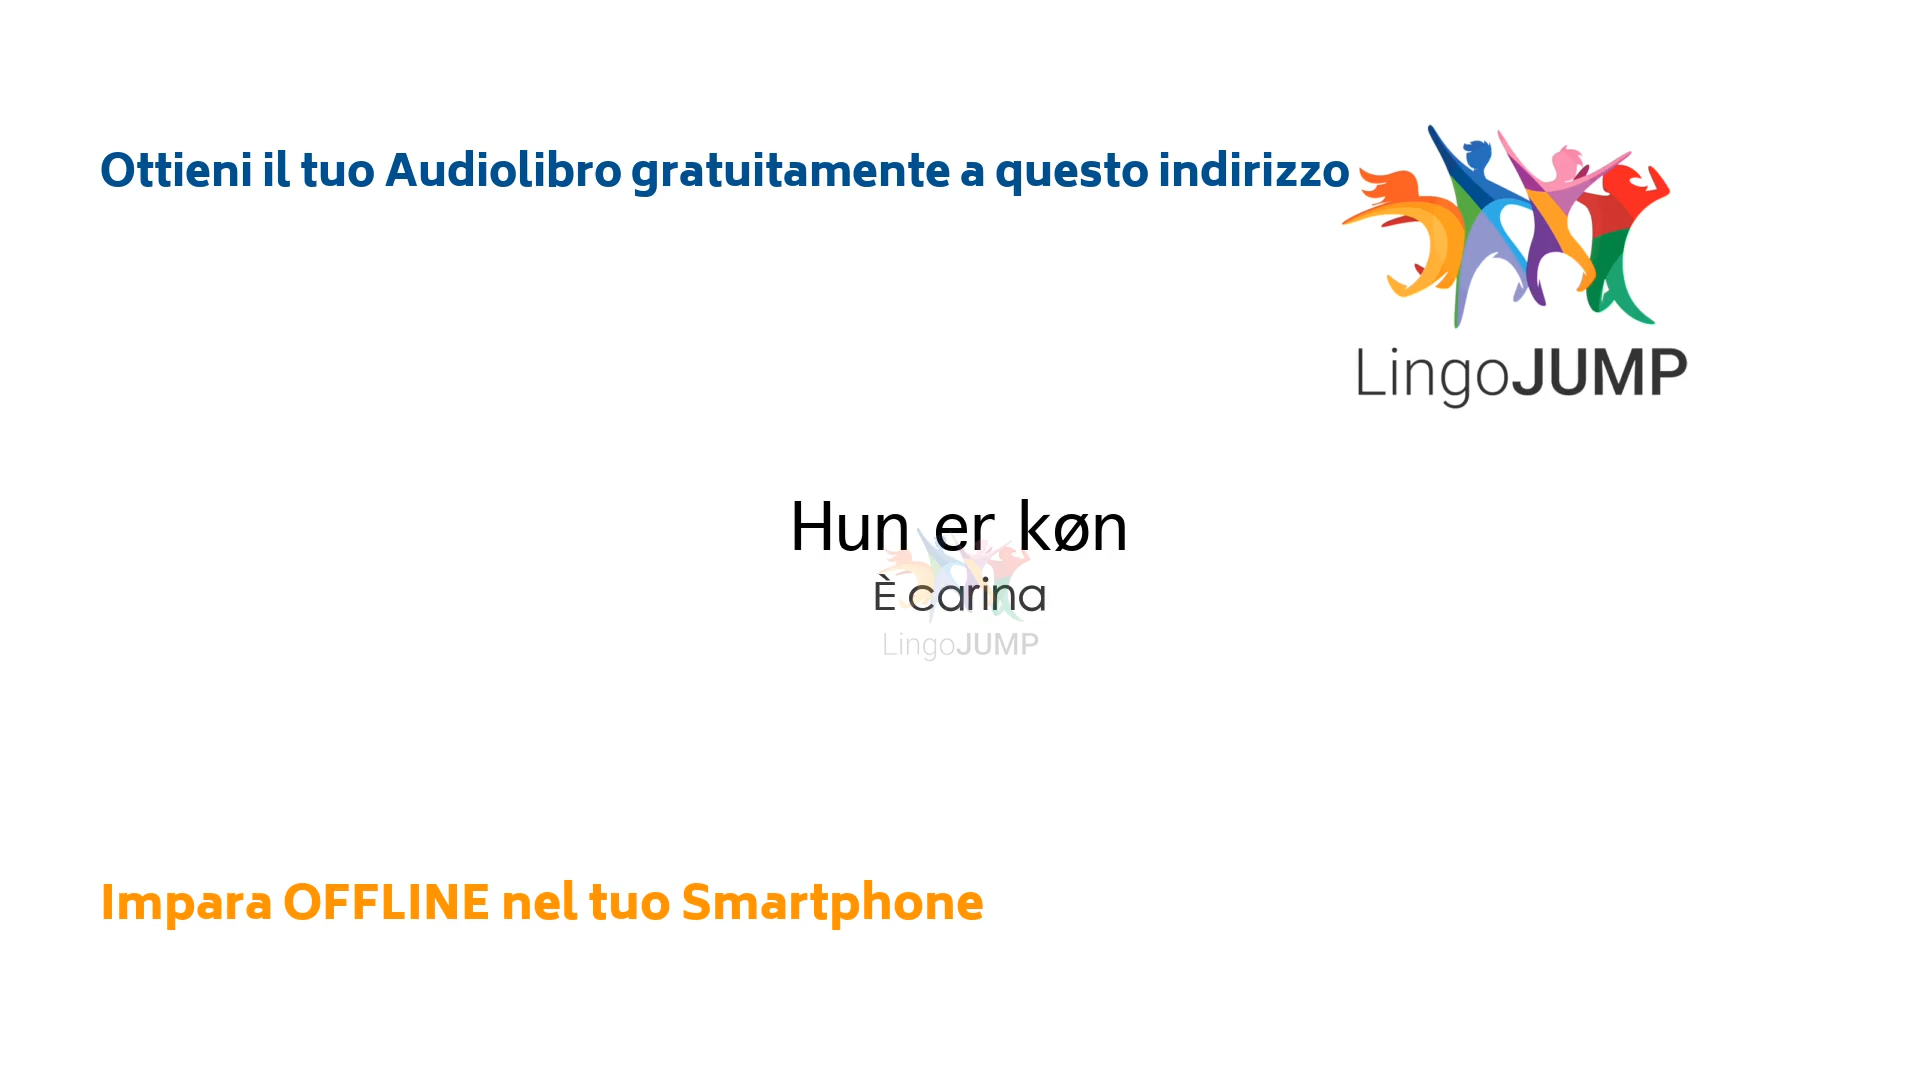 Ottieni il tuo Audiolibro gratuitamente a questo indirizzo
LingoJUMP
Hun er køn
È carina
LingoJUMP
Impara OFFLINE nel tuo Smartphone